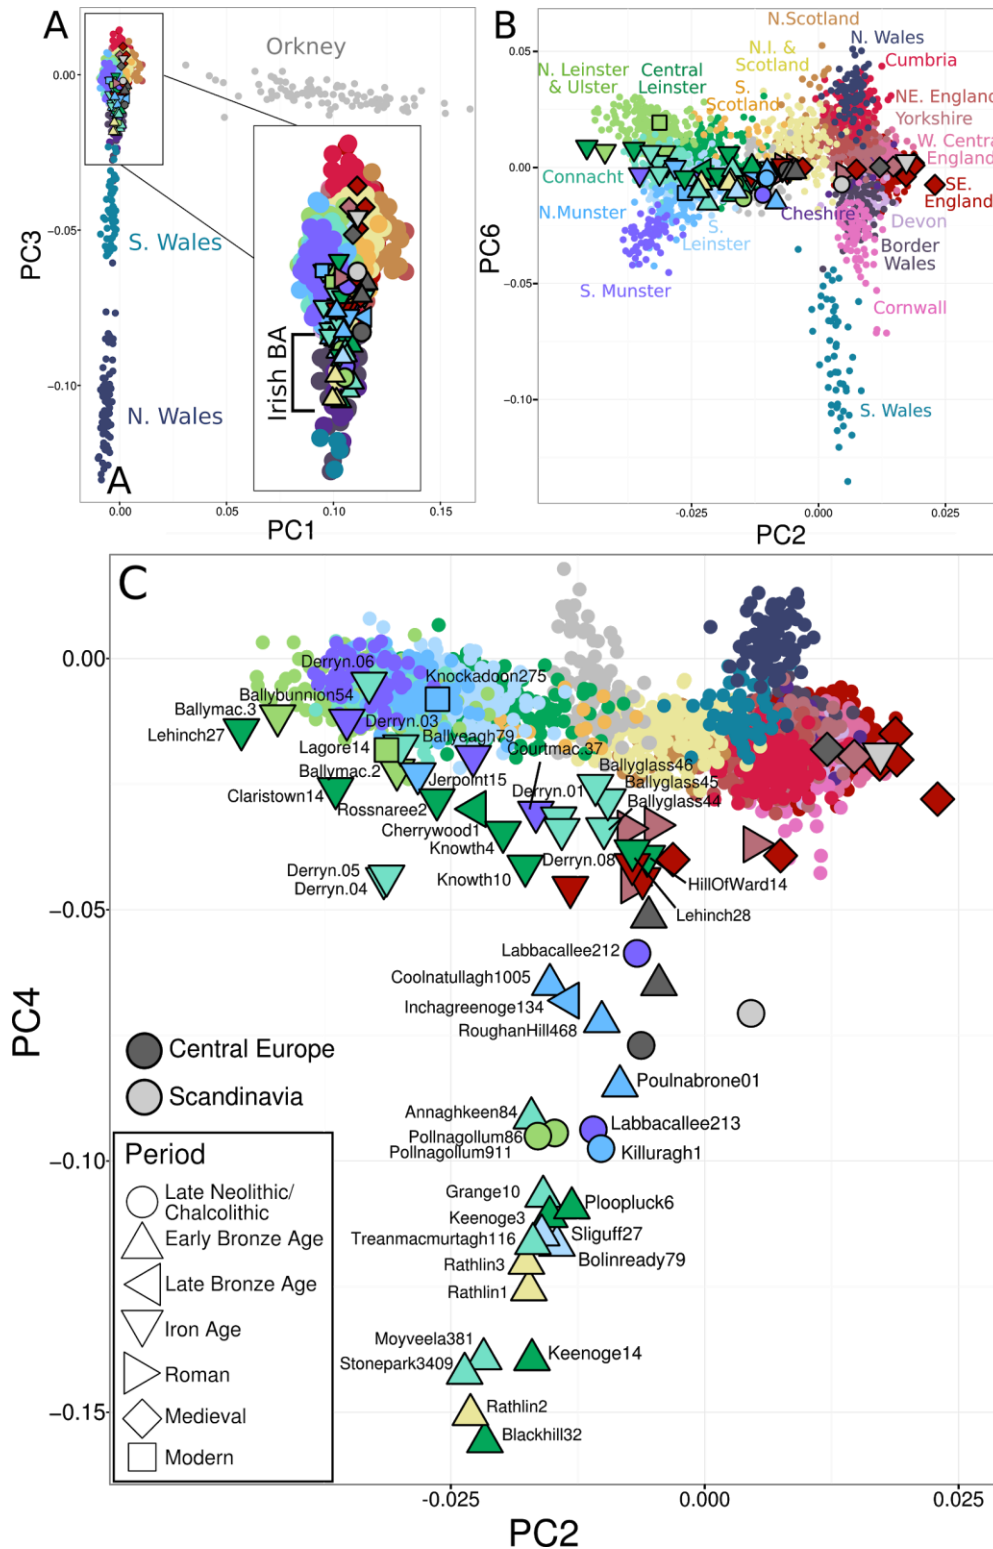 A
Orkney
0.00
−0.05
−0.10
PC3
S. Wales
N. Wales
Irish BA
A
0.00
0.05
0.10
0.15
PC1
B
N.Scotland
N. Wales
N.I. &
Scotland
Cumbria
N. Leinster
& Ulster
Central
Leinster
S.
Scotland
NE. England
Yorkshire
W. Centra
England
Connacht
SE.
England
N.Munster
S.
Leinster
Cheshire
Devon
Border
Wales
S. Munster
Cornwall
S. Wales
0.05
0.00
−0.05
−0.10
PC6
-0.025
0.000
0.025
PC2
C
0.00
−0.05
−0.10
−0.15
PC4
Derryn.06
Knockadoon275
Ballybunnion54
Ballymac.3
Derryn.03
Lehinch27
Ballyeagh79
Lagore14
Courtmac.37
Ballyglass46
Ballymac.2
Jerpoint15
Ballyglass45
Claristown14
Derryn.01
Ballyglass44
Rossnaree2
Cherrywood1
Knowth4
Derryn.08
Derryn.05
Knowth10
HillOfWard14
Derryn.04
Lehinch28
Labbacallee212
Coolnatullagh1005
Inchagreenoge134
RoughanHill468
Central Europe
Poulnabrone01
Scandinavia
Annaghkeen84
Labbacallee213
Pollnagollum86
Pollnagollum911
Killuragh1
Period
Late Neolithic/
Chalcolithic
Early Bronze Age
Late Bronze Age
Iron Age
Roman
Medieval
Modern
Grange10
Ploopluck6
Keenoge3
Sliguff27
Treanmacmurtagh116
Bolinready79
Rathlin3
Rathlin1
Moyveela381
Keenoge14
Stonepark3409
Rathlin2
Blackhill32
-0.025
0.000
0.025
PC2